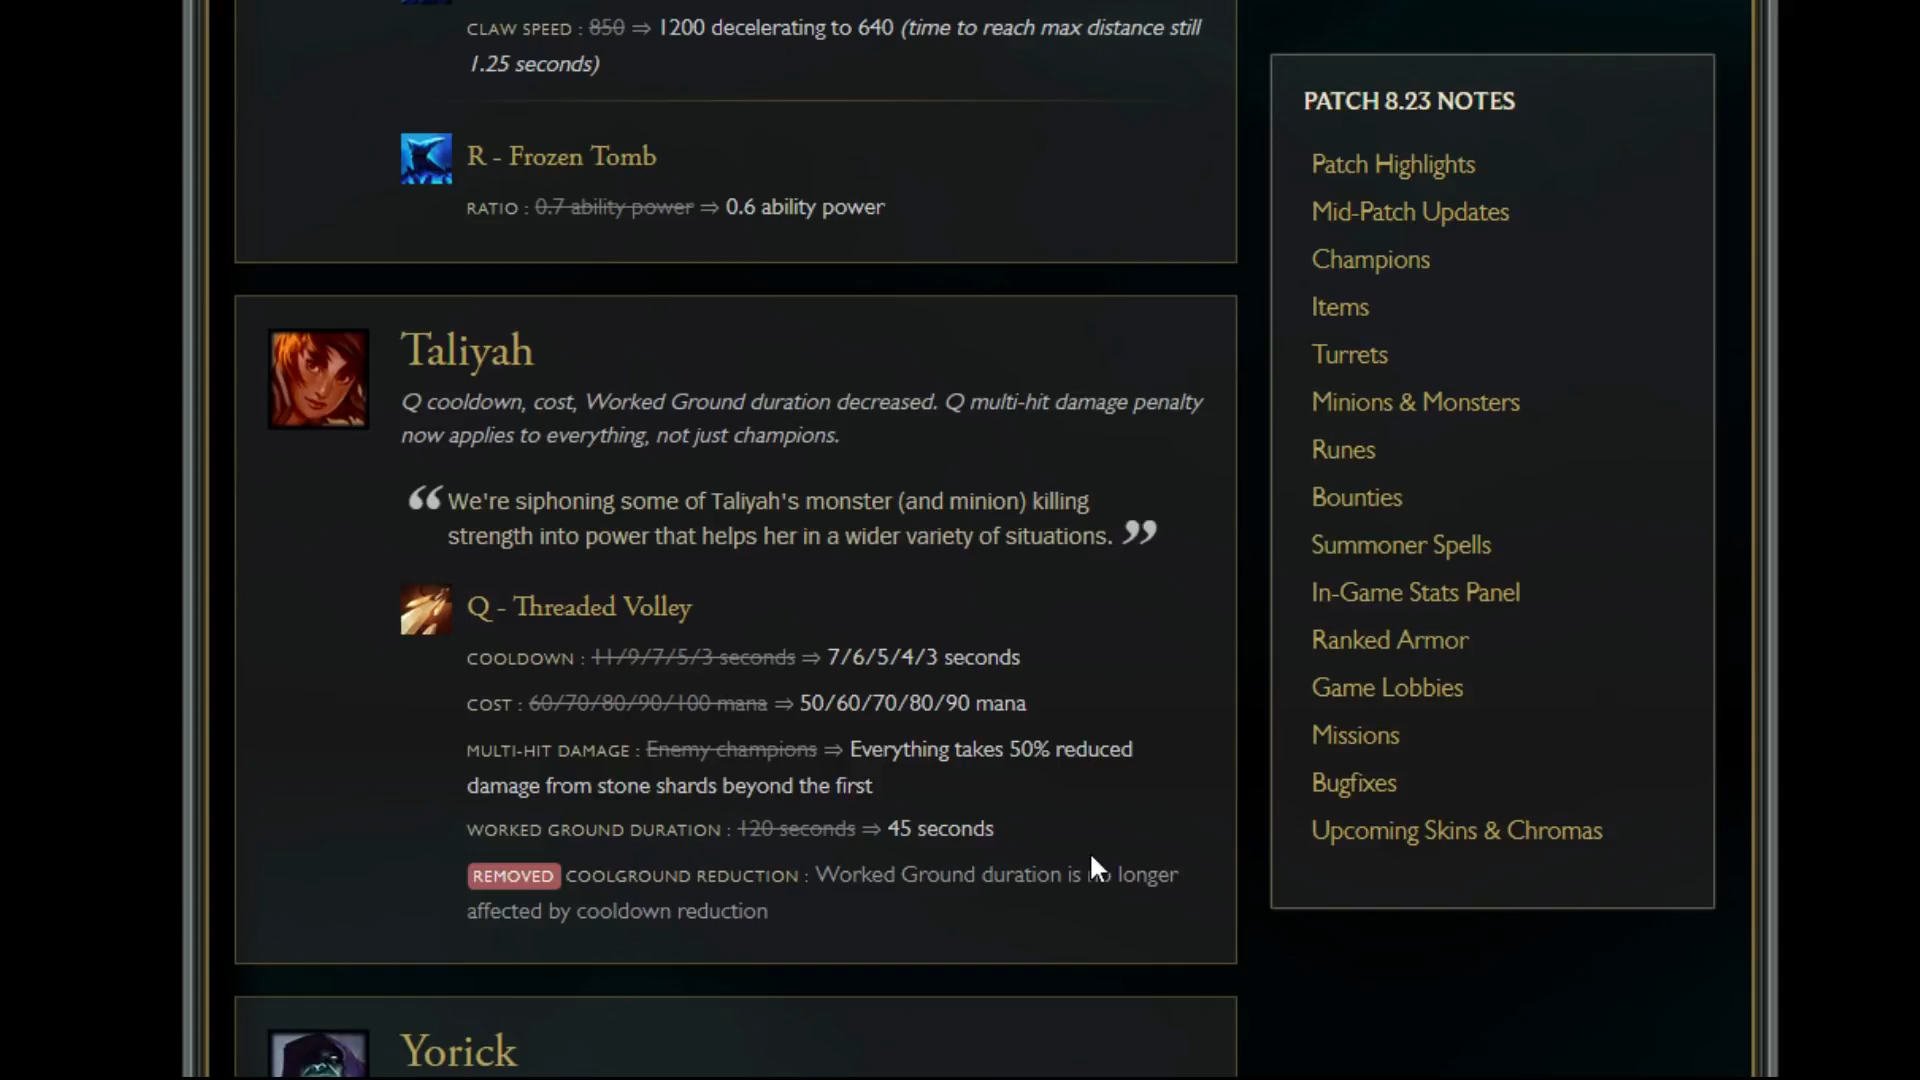 CLAW SPEED : 850 ⇒ 1200 decelerating to 640 (time to reach max distance still
1.25 seconds)
R - Frozen Tomb
RATIO : 0.7 ability power ⇒ 0.6 ability power
Taliyah
Q cooldown, cost, Worked Ground duration decreased. Q multi-hit damage penalty
now applies to everything, not just champions.
“We're siphoning some of Taliyah's monster (and minion) killing
strength into power that helps her in a wider variety of situations.”
Q - Threaded Volley
COOLDOWN : 11/9/7/5/3 seconds ⇒ 7/6/5/4/3 seconds
COST : 60/70/80/90/100 mana ⇒ 50/60/70/80/90 mana
MULTI-HIT DAMAGE : Enemy champions ⇒ Everything takes 50% reduced
damage from stone shards beyond the first
WORKED GROUND DURATION : 120 seconds ⇒ 45 seconds
REMOVED COOLGROUND REDUCTION : Worked Ground duration is no longer
affected by cooldown reduction
Yorick
PATCH 8.23 NOTES
Patch Highlights
Mid-Patch Updates
Champions
Items
Turrets
Minions & Monsters
Runes
Bounties
Summoner Spells
In-Game Stats Panel
Ranked Armor
Game Lobbies
Missions
Bugfixes
Upcoming Skins & Chromas